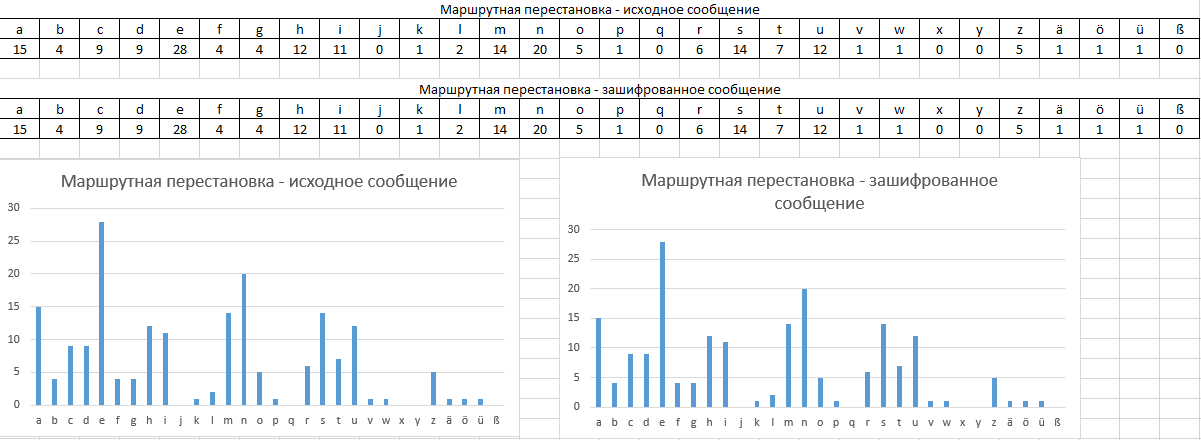 Маршрутная перестановка - исходное сообщение
a b c d e f g h i j k l m n o p q r s t u v w x y z ä ö ü ß
15 4 9 9 28 4 4 12 11 0 1 2 14 20 5 1 0 6 14 7 12 1 1 0 0 5 1 1 1 0
Маршрутная перестановка - зашифрованное сообщение
a b c d e f g h i j k l m n o p q r s t u v w x y z ä ö ü ß
15 4 9 9 28 4 4 12 11 0 1 2 14 20 5 1 0 6 14 7 12 1 1 0 0 5 1 1 1 0
Маршрутная перестановка - исходное сообщение
30
25
20
15
10
5
0
a b c d e f g h i j k l m n o p q r s t u v w x y z ä ö ü ß
Маршрутная перестановка - зашифрованное
сообщение
30
25
20
15
10
5
0
a b c d e f g h i j k l m n o p q r s t u v w x y z ä ö ü ß